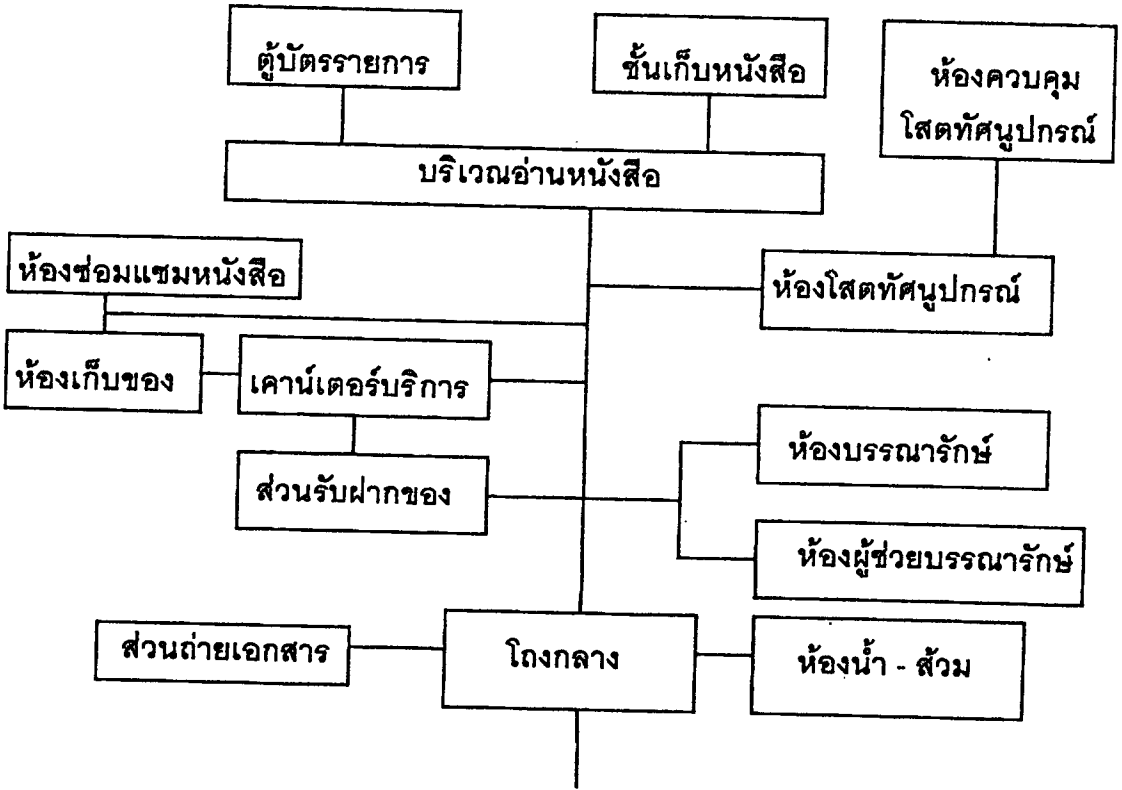 ตู้บัตรรายการ
ชั้นเก็บหนังสือ
ห้องควบคุม
โสตทัศนูปกรณ์
บริเวณอ่านหนังสือ
ห้องซ่อมแซมหนังสือ
ห้องโสตทัศนูปกรณ์
ห้องเก็บของ
เคาน์เตอร์บริการ
ห้องบรรณารักษ์
ส่วนรับฝากของ
ห้องผู้ช่วยบรรณารักษ์
ส่วนถ่ายเอกสาร
โถงกลาง
ห้องน้ำ - ส้วม